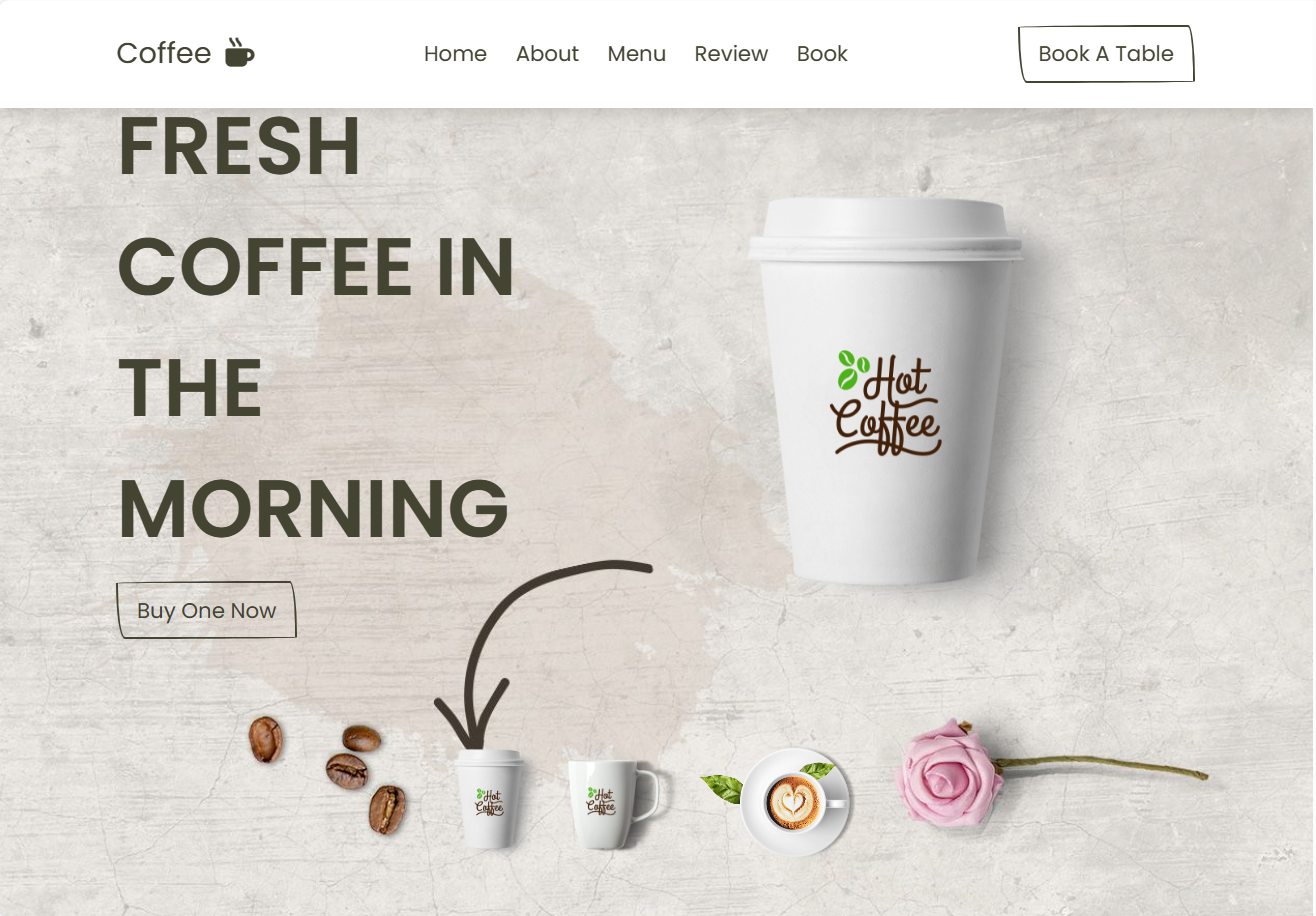 Coffee
Home About Menu Review Book
Book A Table
FRESH
COFFEE IN
THE
MORNING
Buy One Now
Hot
Coffee
Hot
Coffee
Hot
Coffee